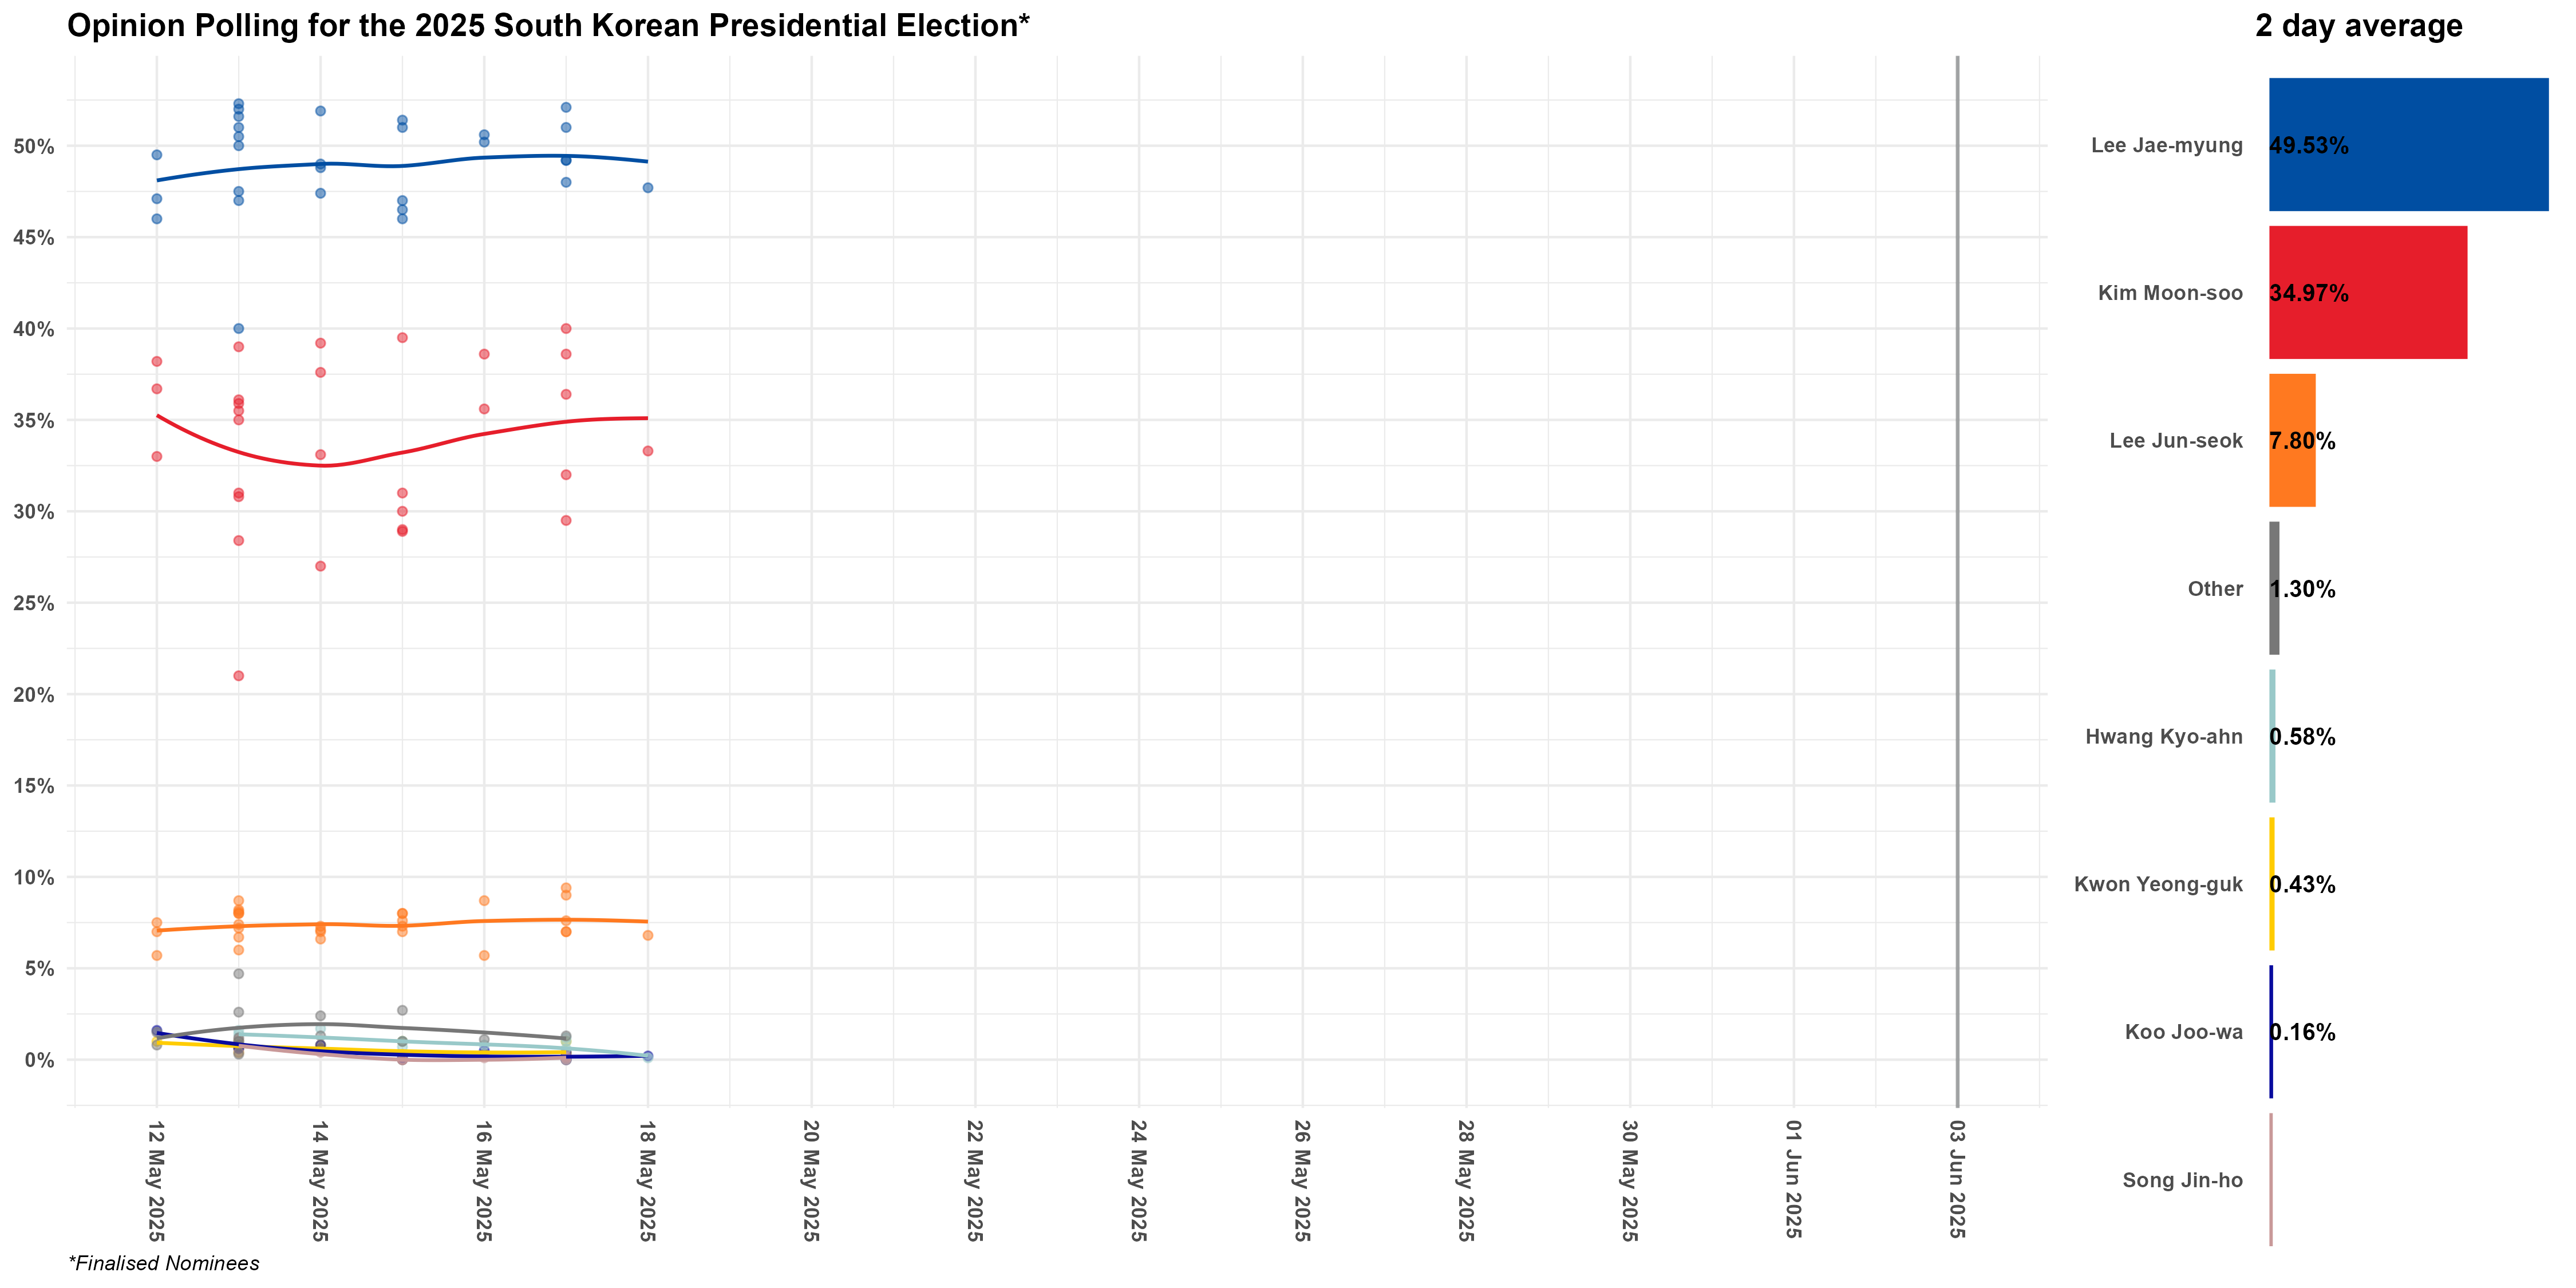 Opinion Polling for the 2025 South Korean Presidential Election*
2 day average
50%
45%
40%
35%
30%
25%
20%
15%
10%
5%
0%
12 May 2025
14 May 2025
16 May 2025
18 May 2025
20 May 2025
22 May 2025
24 May 2025
26 May 2025
28 May 2025
30 May 2025
01 Jun 2025
03 Jun 2025
Lee Jae-myung 49.53%
Kim Moon-soo 34.97%
Lee Jun-seok 7.80%
Other 1.30%
Hwang Kyo-ahn 0.58%
Kwon Yeong-guk 0.43%
Koo Joo-wa 0.16%
Song Jin-ho
*Finalised Nominees